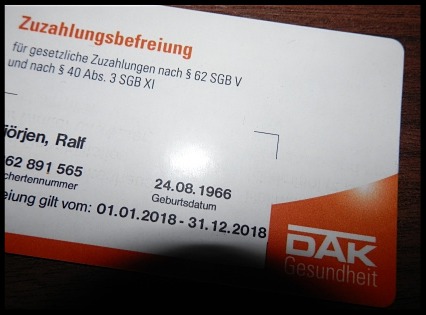 Zuzahlungsbefreiung
für gesetzliche Zuzahlungen nach § 62 SGB V
und nach § 40 Abs. 3 SGB XI
jörjen, Ralf
62 891 565
chertennummer
24.08.1966
Geburtsdatum
eiung gilt vom: 01.01.2018 - 31.12.2018
DAK
Gesundheit